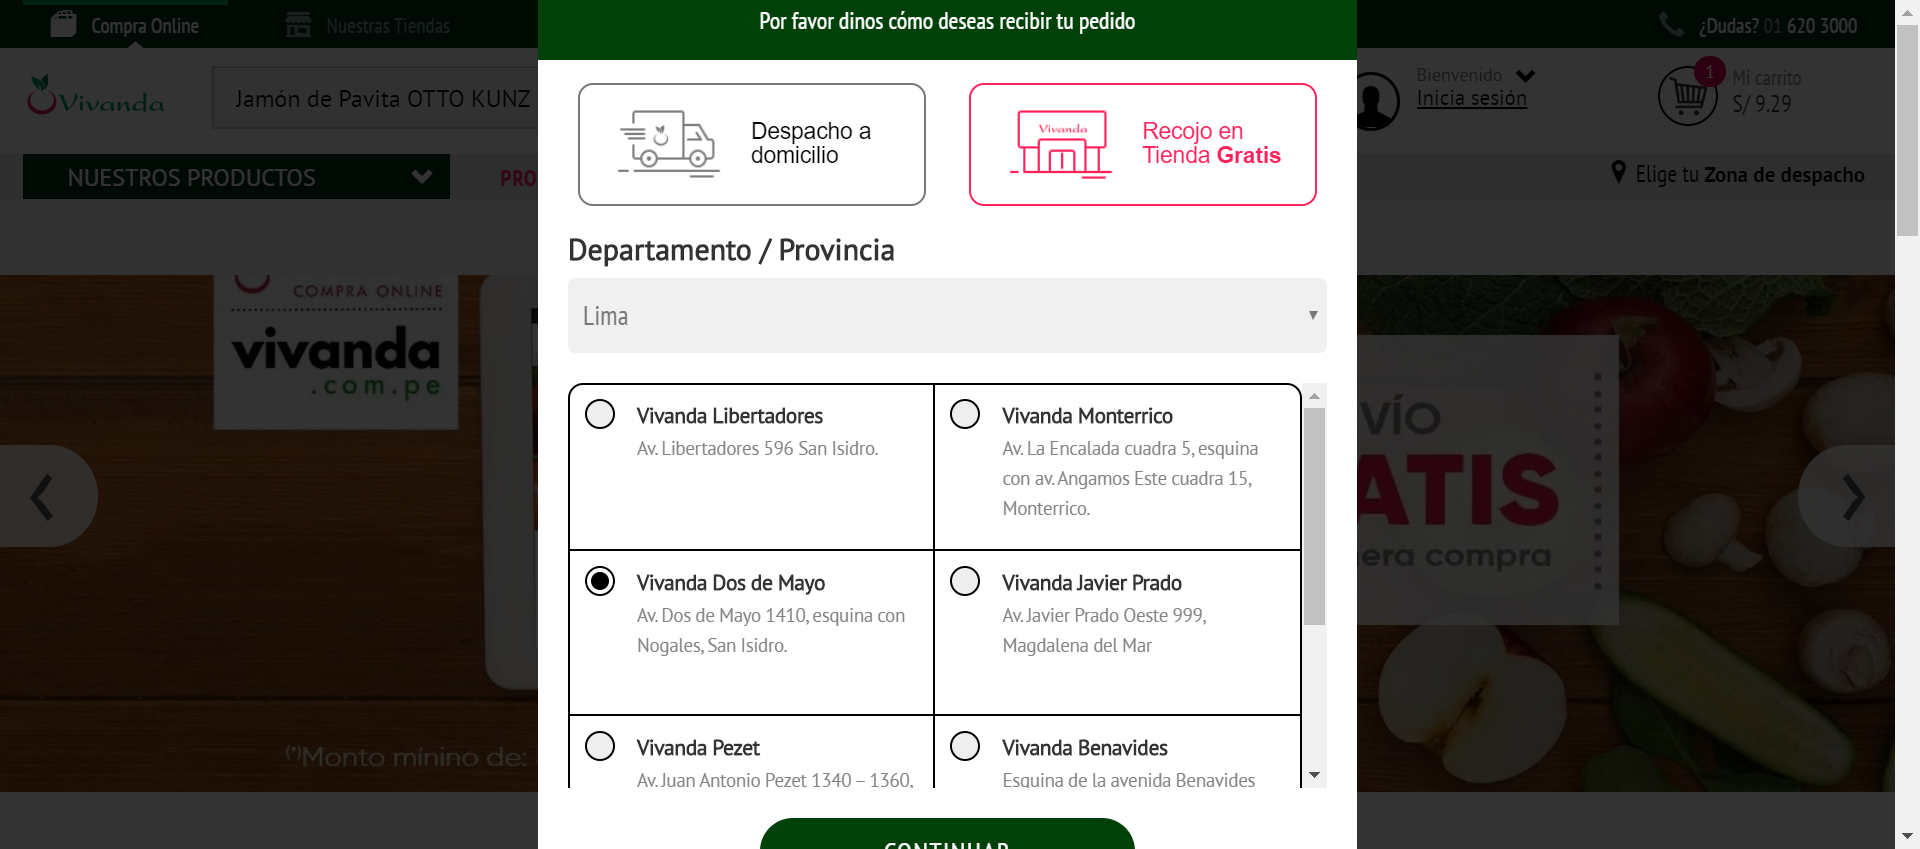 Compra Online
Nuestras Tiendas
Por favor dinos cómo deseas recibir tu pedido
¿Dudas? 01 620 3000
Vivanda
Jamón de Pavita OTTO KUNZ
Bienvenido
Inicia sesión
1
Mi carrito
S/ 9.29
Despacho a
domicilio
Vivanda
Recojo en
Tienda Gratis
NUESTROS PRODUCTOS
PRO
Elige tu Zona de despacho
Departamento / Provincia
Lima
COMPRA ONLINE
vivanda
.com.pe
Vivanda Libertadores
Av. Libertadores 596 San Isidro.
Vivanda Monterrico
Av. La Encalada cuadra 5, esquina
con av. Angamos Este cuadra 15,
Monterrico.
VÍO
ATIS
era compra
Vivanda Dos de Mayo
Av. Dos de Mayo 1410, esquina con
Nogales, San Isidro.
Vivanda Javier Prado
Av. Javier Prado Oeste 999,
Magdalena del Mar
(*)Monto mínino de:
Vivanda Pezet
Av. Juan Antonio Pezet 1340 – 1360,
Vivanda Benavides
Esquina de la avenida Benavides
CONTINUAR